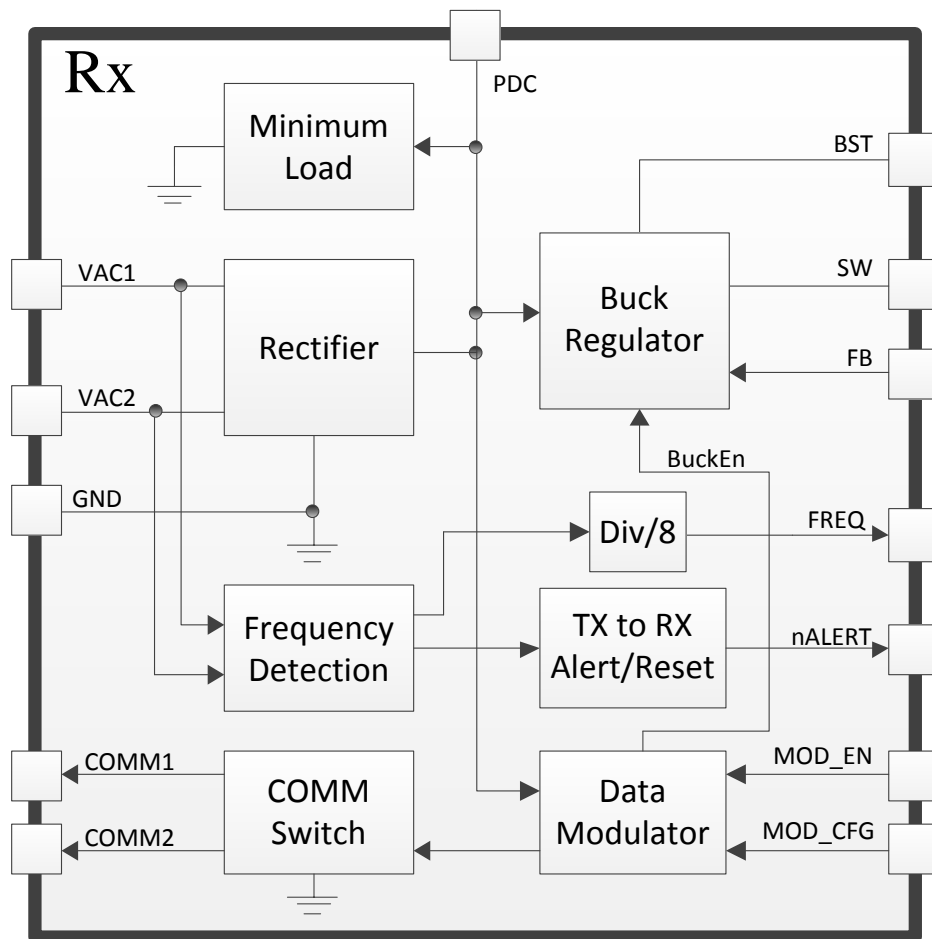 Rx
PDC
Minimum
Load
BST
VAC1
SW
Rectifier
Buck
Regulator
FB
VAC2
BuckEn
GND
Div/8
FREQ
Frequency
Detection
TX to RX
Alert/Reset
nALERT
COMM1
COMM
Switch
COMM2
Data
Modulator
MOD_EN
MOD_CFG